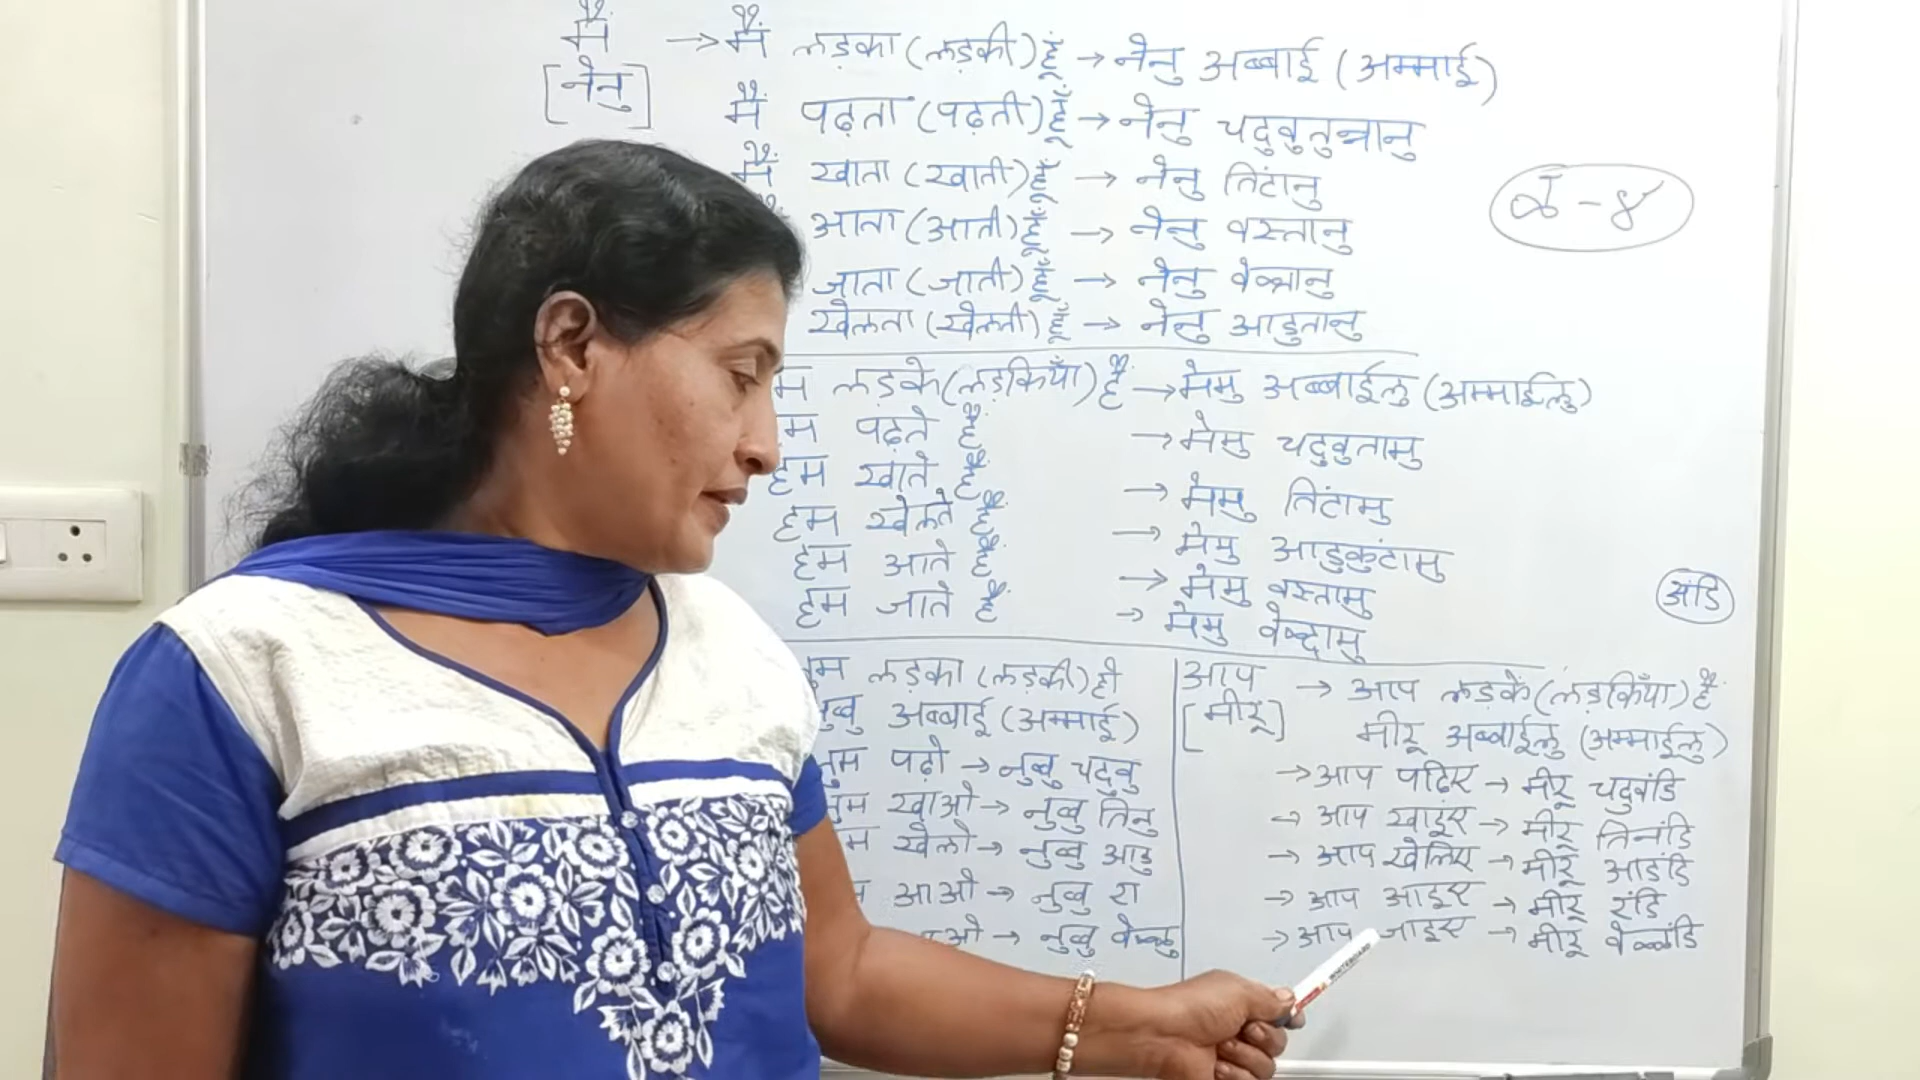 मैं → मैं लड़का (लड़की) हूं → नेनु अब्बाई (अम्माई)
[नेनु] मैं पढ़ता (पढ़ती) हूँ → नेनु चदुवुतुन्नानु
मैं खाता (खाती) हूँ → नेनु तिंटानु
आता (आती) हूँ → नेनु वस्तानु
जाता (जाती) हूँ → नेनु
खेलता (खेलती) हूँ → नेनु आडुतानु
लड़के (लड़कियाँ) हैं → मेमु अब्बाईलु (अम्माईलु)
पढ़ते हैं → मेमु चदुवुतामु
हम खाते हैं → मेमु तिंटामु
हम खेलते हैं → मेमु आडुकुंटामु
हम आते हैं → मेमु वस्तामु
हम जाते हैं → मेमु
अंडि
तुम लड़का (लड़की) हो
नुव्वु अब्बाई (अम्माई)
तुम पढ़ो → नुव्वु चदुवु
तुम खाओ → नुव्वु तिनु
खेलो → नुव्वु आडु
आओ → नुव्वु रा
→ नुव्वु वेळ्ळु
आप → आप लड़के (लड़कियाँ) हैं
[मीरू] मीरू अब्बाईलु (अम्माईलु)
→ आप पढ़िए → मीरू चदुवंडि
→ आप खाइए → मीरू तिनंडि
→ आप खेलिए → मीरू आडंडि
→ आप आइए → मीरू रंडि
→ आप जाइए → मीरू वेळ्ळंडि